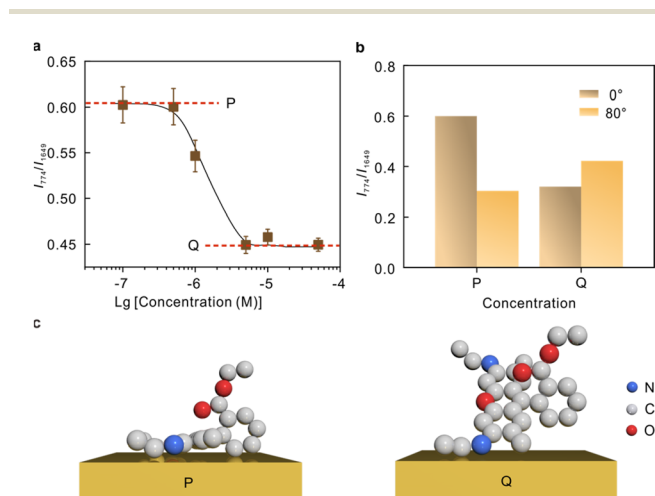 a
0.65
0.60
0.55
0.50
0.45
I774/I1649
P
Q
-7 -6 -5 -4
Lg [Concentration (M)]
b
0.8
0.6
0.4
0.2
0.0
I774/I1649
0°
80°
P Q
Concentration
c
P
Q
N
C
O